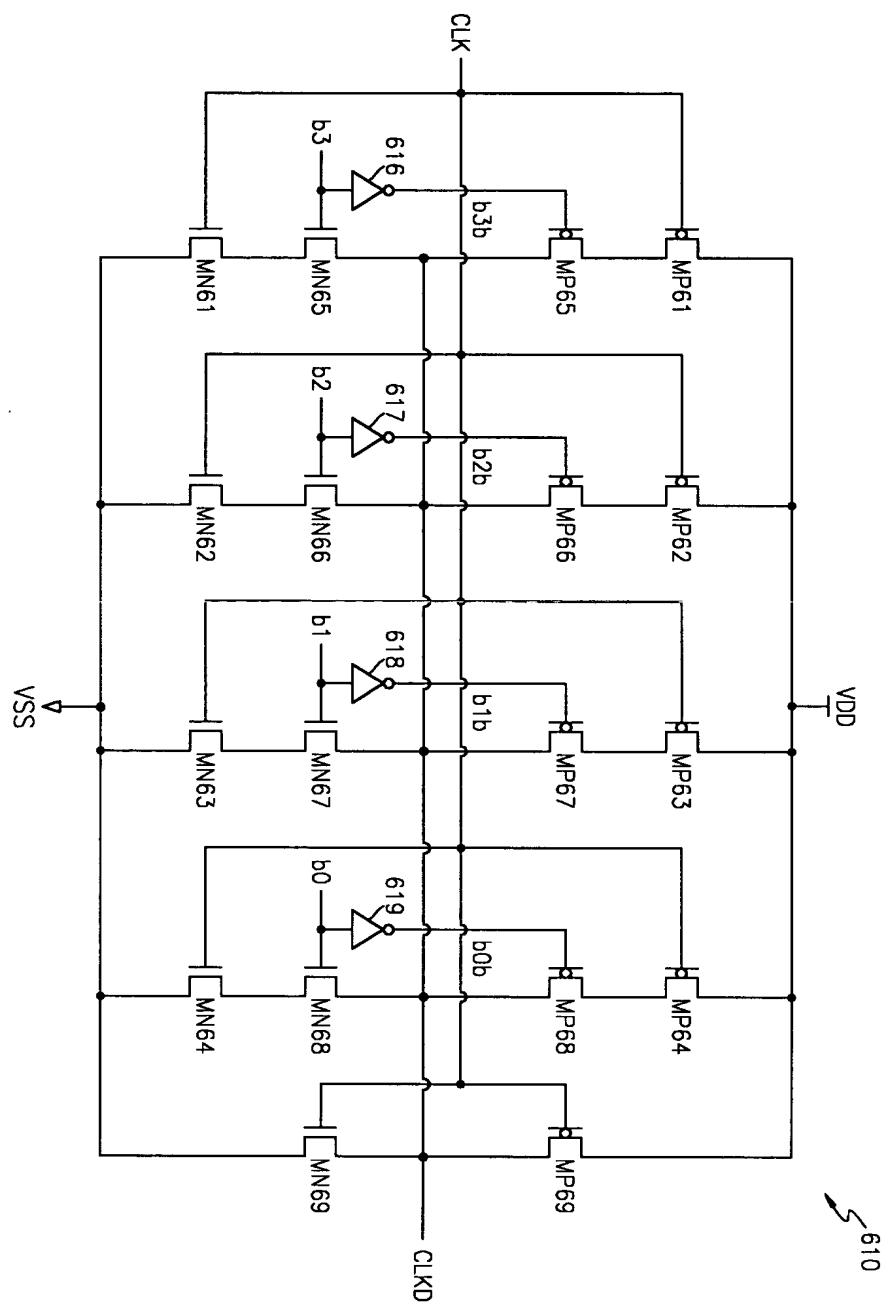 610
VDD
MP61
MP62
MP63
MP64
MP65
MP66
MP67
MP68
MP69
CLK
b3b
b2b
b1b
b0b
CLKD
616
617
618
619
b3
b2
b1
b0
MN65
MN66
MN67
MN68
MN69
MN61
MN62
MN63
MN64
VSS